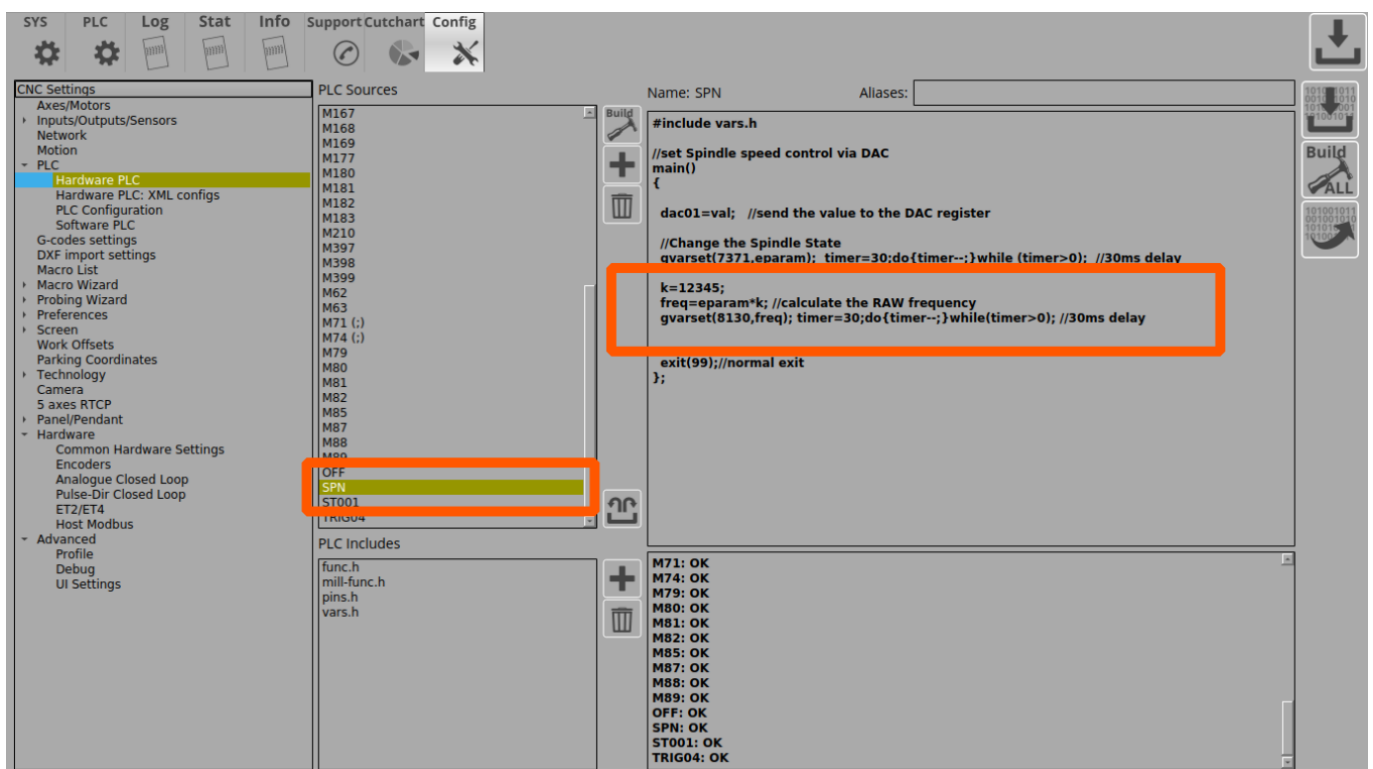 SYS PLC Log Stat Info Support Cutchart Config
CNC Settings
Axes/Motors
Inputs/Outputs/Sensors
Network
Motion
PLC
Hardware PLC
Hardware PLC: XML configs
PLC Configuration
Software PLC
G-codes settings
DXF import settings
Macro List
Macro Wizard
Probing Wizard
Preferences
Screen
Work Offsets
Parking Coordinates
Technology
Camera
5 axes RTCP
Panel/Pendant
Hardware
Common Hardware Settings
Encoders
Analogue Closed Loop
Pulse-Dir Closed Loop
ET2/ET4
Host Modbus
Advanced
Profile
Debug
UI Settings
PLC Sources
M167
M168
M169
M177
M180
M181
M182
M183
M210
M397
M398
M399
M62
M63
M71 (;)
M74 (;)
M79
M80
M81
M82
M85
M87
M88
M89
OFF
SPN
ST001
TRIG04
PLC Includes
func.h
mill-func.h
pins.h
vars.h
Build
Name: SPN Aliases:
#include vars.h
//set Spindle speed control via DAC
main()
{
dac01=val; //send the value to the DAC register
//Change the Spindle State
gvarset(7371,eparam); timer=30;do{timer--;}while (timer>0); //30ms delay
k=12345;
freq=eparam*k; //calculate the RAW frequency
gvarset(8130,freq); timer=30;do{timer--;}while(timer>0); //30ms delay
exit(99);//normal exit
};
M71: OK
M74: OK
M79: OK
M80: OK
M81: OK
M82: OK
M85: OK
M87: OK
M88: OK
M89: OK
OFF: OK
SPN: OK
ST001: OK
TRIG04: OK
Build
ALL